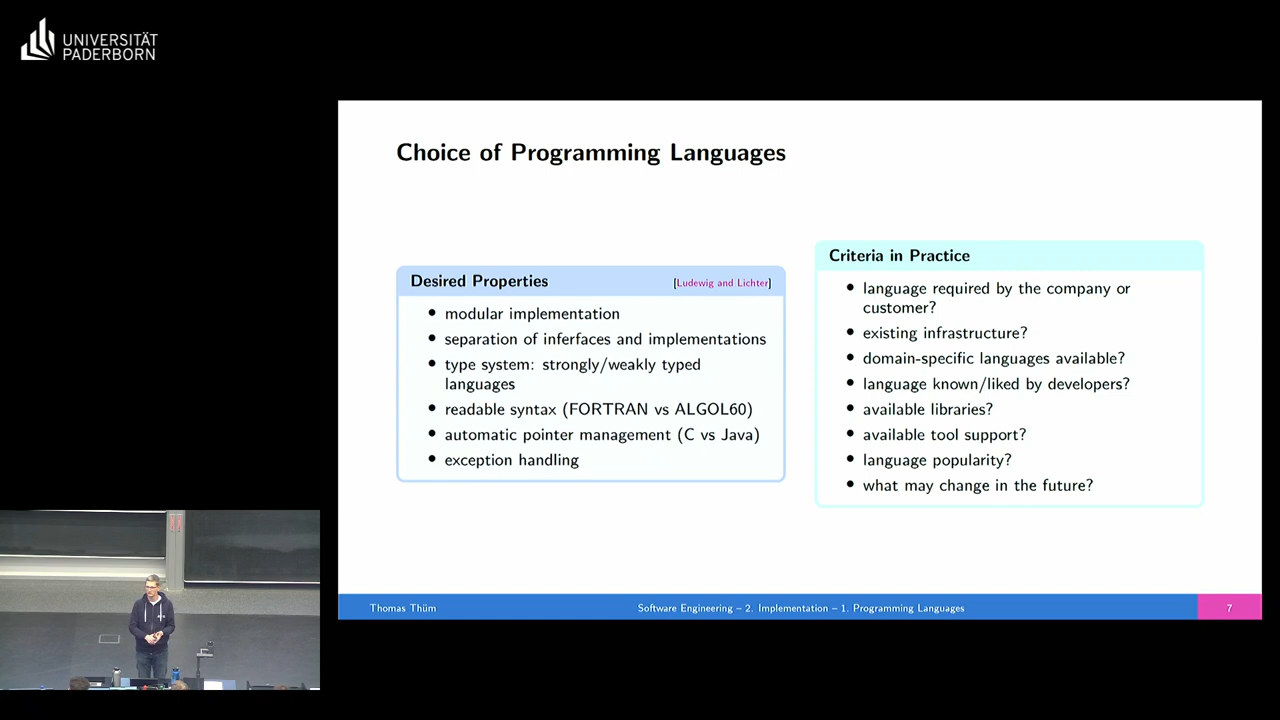 UNIVERSITÄT
PADERBORN
Choice of Programming Languages
Desired Properties [Ludewig and Lichter]
• modular implementation
• separation of inferfaces and implementations
• type system: strongly/weakly typed
languages
• readable syntax (FORTRAN vs ALGOL60)
• automatic pointer management (C vs Java)
• exception handling
Criteria in Practice
• language required by the company or
customer?
• existing infrastructure?
• domain-specific languages available?
• language known/liked by developers?
• available libraries?
• available tool support?
• language popularity?
• what may change in the future?
Thomas Thüm Software Engineering – 2. Implementation – 1. Programming Languages 7